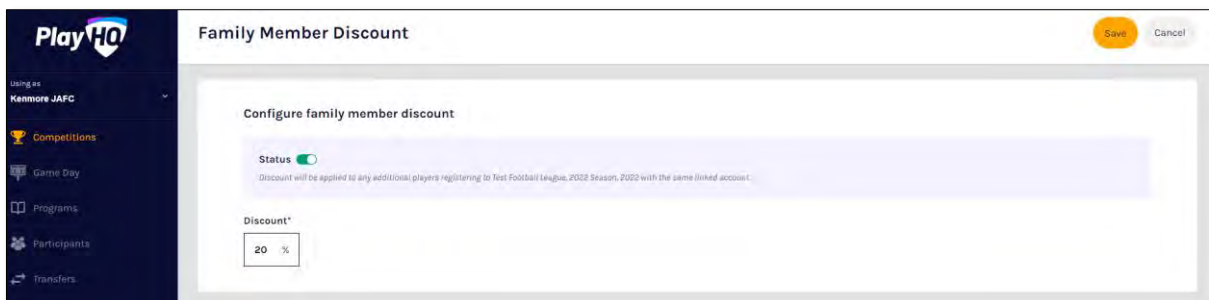 PlayHQ
Family Member Discount
Save
Cancel
Using as
Kenmore JAFC
Configure family member discount
Competitions
Status
Game Day
Discount will be applied to any additional players registering to Test Football League, 2022 Season, 2022 with the same linked account.
Programs
Discount*
Participants
20 %
Transfers